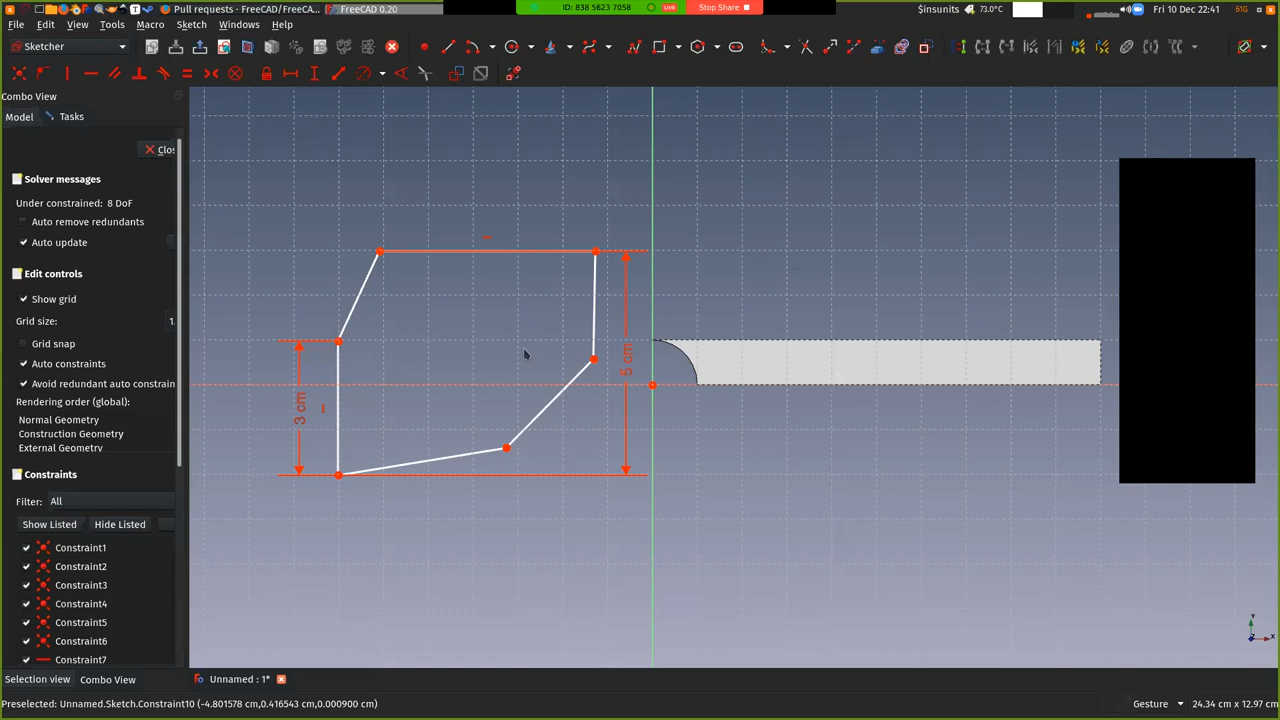 Pull requests - FreeCAD/FreeCA...
FreeCAD 0.20
ID: 838 5623 7058
LIVE
Stop Share
$insunits
73.0°C
Fri 10 Dec 22:41
51G
File
Edit
View
Tools
Macro
Sketch
Windows
Help
Sketcher
Combo View
Model
Tasks
Clos
Solver messages
Under constrained: 8 DoF
Auto remove redundants
Auto update
Edit controls
Show grid
Grid size:
1.
Grid snap
Auto constraints
Avoid redundant auto constrain
Rendering order (global):
Normal Geometry
Construction Geometry
External Geometry
Constraints
Filter:
All
Show Listed
Hide Listed
Constraint1
Constraint2
Constraint3
Constraint4
Constraint5
Constraint6
Constraint7
3 cm
5 cm
Y
Z
X
Selection view
Combo View
Unnamed : 1*
Preselected: Unnamed.Sketch.Constraint10 (-4.801578 cm,0.416543 cm,0.000900 cm)
Gesture
24.34 cm x 12.97 cm